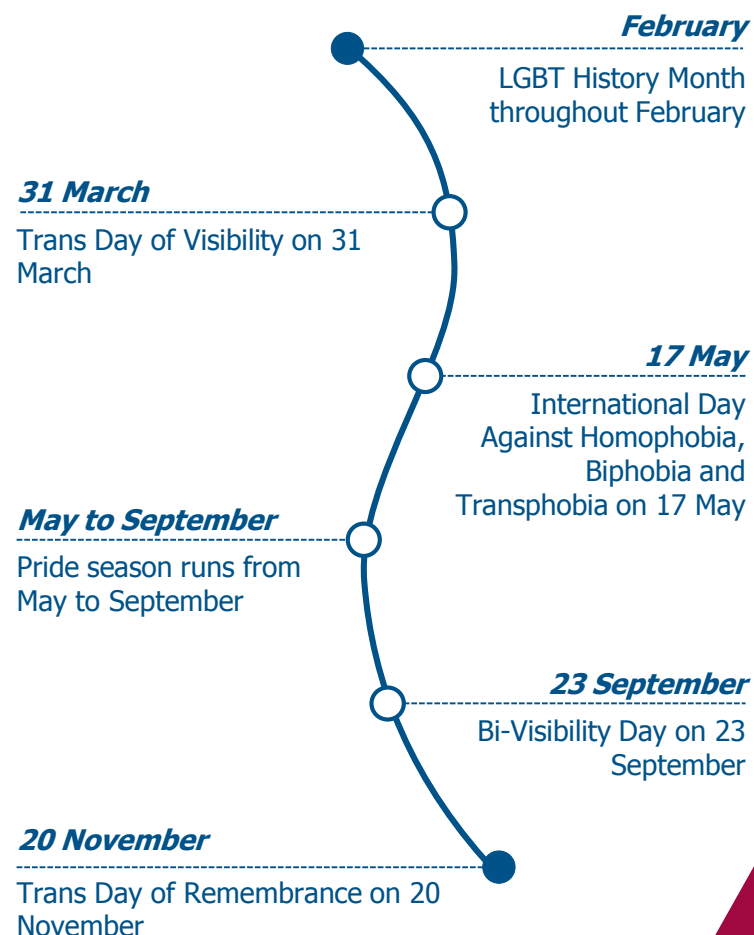 February
LGBT History Month
throughout February
31 March
Trans Day of Visibility on 31
March
17 May
International Day
Against Homophobia,
Biphobia and
Transphobia on 17 May
May to September
Pride season runs from
May to September
23 September
Bi-Visibility Day on 23
September
20 November
Trans Day of Remembrance on 20
November